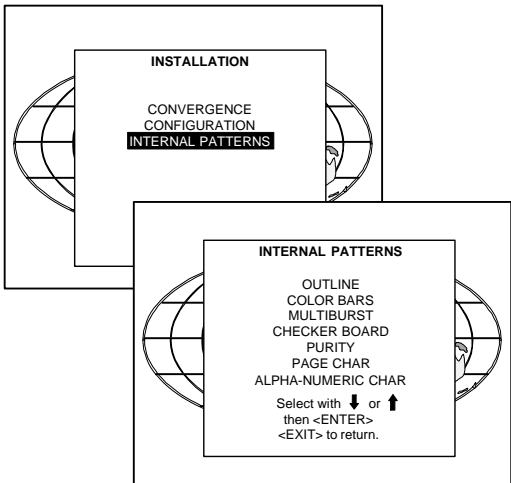 INSTALLATION
CONVERGENCE
CONFIGURATION
INTERNAL PATTERNS
INTERNAL PATTERNS
OUTLINE
COLOR BARS
MULTIBURST
CHECKER BOARD
PURITY
PAGE CHAR
ALPHA-NUMERIC CHAR
Select with ⬇ or ⬆
then <ENTER>
<EXIT> to return.